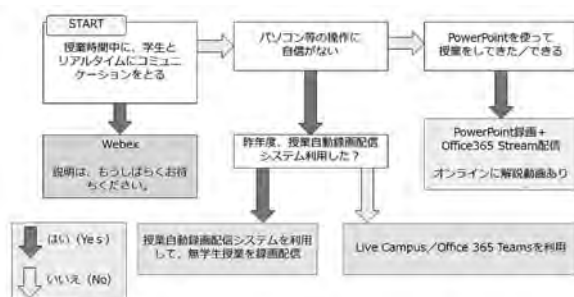 START
授業時間中に、学生と
リアルタイムにコミュニ
ケーションをとる
パソコン等の操作に
自信がない
PowerPointを使って
授業をしてきた／できる
Webex
説明は、もうしばらくお待
ちください。
昨年度、授業自動録画配信
システム利用した？
PowerPoint録画＋
Office365 Stream配信
オンラインに解説動画あり
はい（Yes）
いいえ（No）
授業自動録画配信システムを利用
して、無学生授業を録画配信
Live Campus／Office 365 Teamsを利用